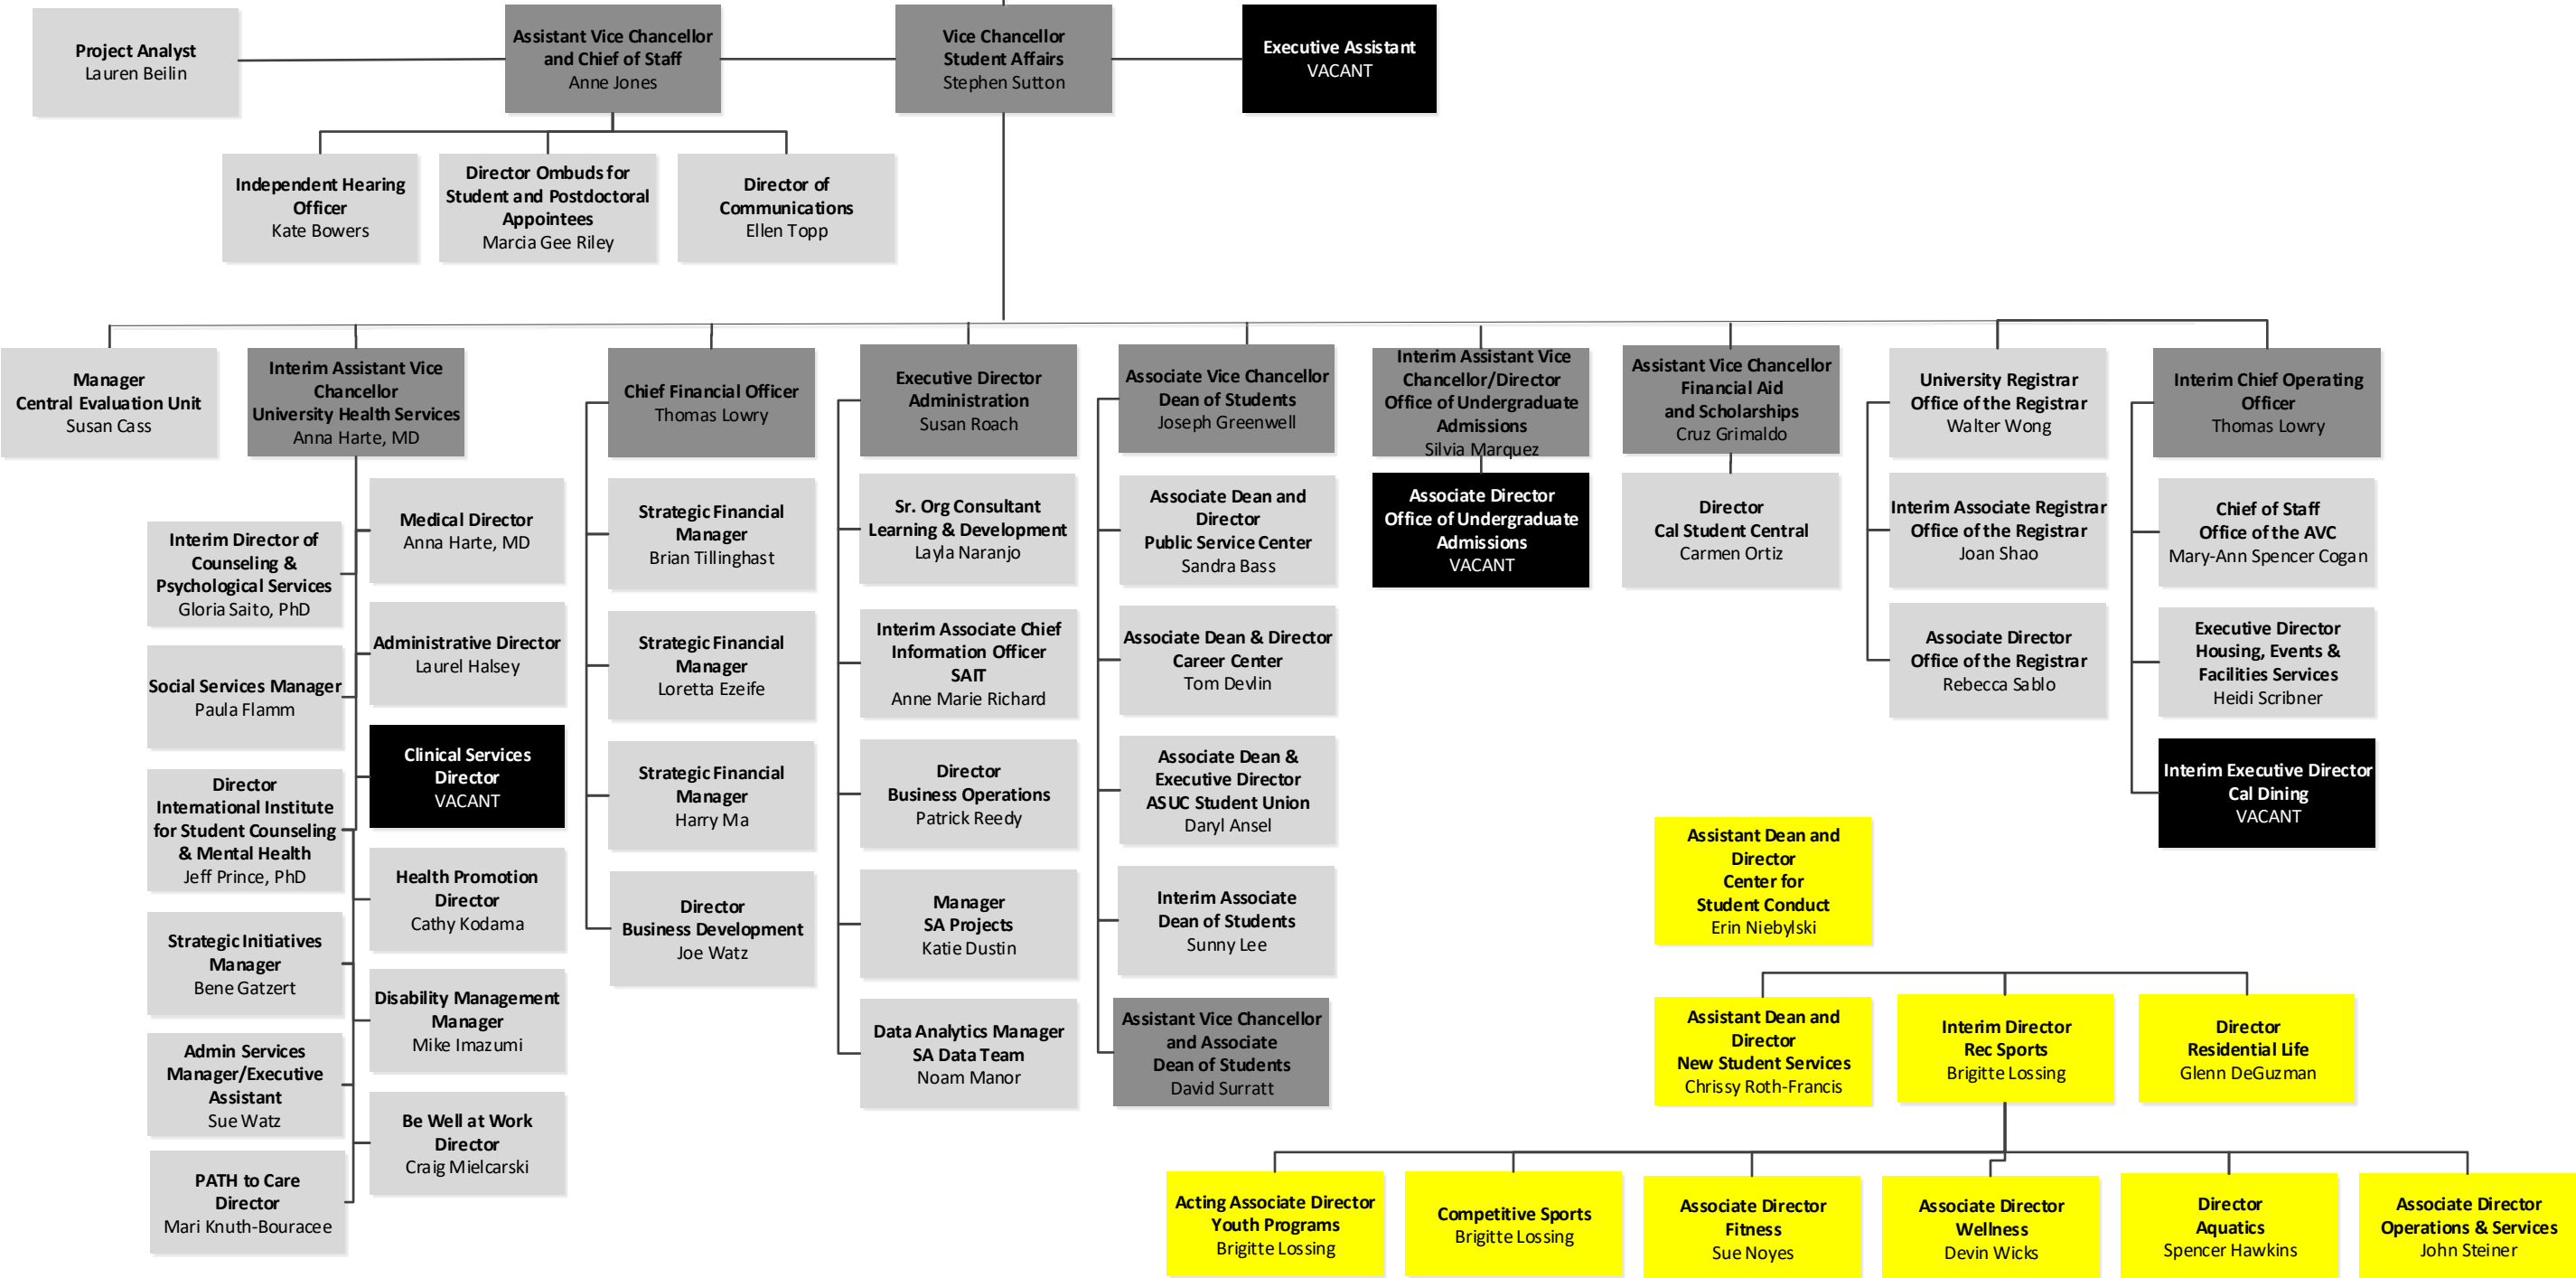 Project Analyst
Lauren Beilin
Assistant Vice Chancellor
and Chief of Staff
Anne Jones
Vice Chancellor
Student Affairs
Stephen Sutton
Executive Assistant
VACANT
Independent Hearing
Officer
Kate Bowers
Director Ombuds for
Student and Postdoctoral
Appointees
Marcia Gee Riley
Director of
Communications
Ellen Topp
Manager
Central Evaluation Unit
Susan Cass
Interim Assistant Vice
Chancellor
University Health Services
Anna Harte, MD
Chief Financial Officer
Thomas Lowry
Executive Director
Administration
Susan Roach
Associate Vice Chancellor
Dean of Students
Joseph Greenwell
Interim Assistant Vice
Chancellor/Director
Office of Undergraduate
Admissions
Silvia Marquez
Assistant Vice Chancellor
Financial Aid
and Scholarships
Cruz Grimaldo
University Registrar
Office of the Registrar
Walter Wong
Interim Chief Operating
Officer
Thomas Lowry
Interim Director of
Counseling &
Psychological Services
Gloria Saito, PhD
Social Services Manager
Paula Flamm
Director
International Institute
for Student Counseling
& Mental Health
Jeff Prince, PhD
Strategic Initiatives
Manager
Bene Gatzert
Admin Services
Manager/Executive
Assistant
Sue Watz
PATH to Care
Director
Mari Knuth-Bouracee
Medical Director
Anna Harte, MD
Administrative Director
Laurel Halsey
Clinical Services
Director
VACANT
Health Promotion
Director
Cathy Kodama
Disability Management
Manager
Mike Imazumi
Be Well at Work
Director
Craig Mielcarski
Strategic Financial
Manager
Brian Tillinghast
Strategic Financial
Manager
Loretta Ezeife
Strategic Financial
Manager
Harry Ma
Director
Business Development
Joe Watz
Sr. Org Consultant
Learning & Development
Layla Naranjo
Interim Associate Chief
Information Officer
SAIT
Anne Marie Richard
Director
Business Operations
Patrick Reedy
Manager
SA Projects
Katie Dustin
Data Analytics Manager
SA Data Team
Noam Manor
Associate Dean and
Director
Public Service Center
Sandra Bass
Associate Dean & Director
Career Center
Tom Devlin
Associate Dean &
Executive Director
ASUC Student Union
Daryl Ansel
Interim Associate
Dean of Students
Sunny Lee
Assistant Vice Chancellor
and Associate
Dean of Students
David Surratt
Associate Director
Office of Undergraduate
Admissions
VACANT
Director
Cal Student Central
Carmen Ortiz
Interim Associate Registrar
Office of the Registrar
Joan Shao
Associate Director
Office of the Registrar
Rebecca Sablo
Chief of Staff
Office of the AVC
Mary-Ann Spencer Cogan
Executive Director
Housing, Events &
Facilities Services
Heidi Scribner
Interim Executive Director
Cal Dining
VACANT
Assistant Dean and
Director
Center for
Student Conduct
Erin Niebylski
Assistant Dean and
Director
New Student Services
Chrissy Roth-Francis
Interim Director
Rec Sports
Brigitte Lossing
Director
Residential Life
Glenn DeGuzman
Acting Associate Director
Youth Programs
Brigitte Lossing
Competitive Sports
Brigitte Lossing
Associate Director
Fitness
Sue Noyes
Associate Director
Wellness
Devin Wicks
Director
Aquatics
Spencer Hawkins
Associate Director
Operations & Services
John Steiner